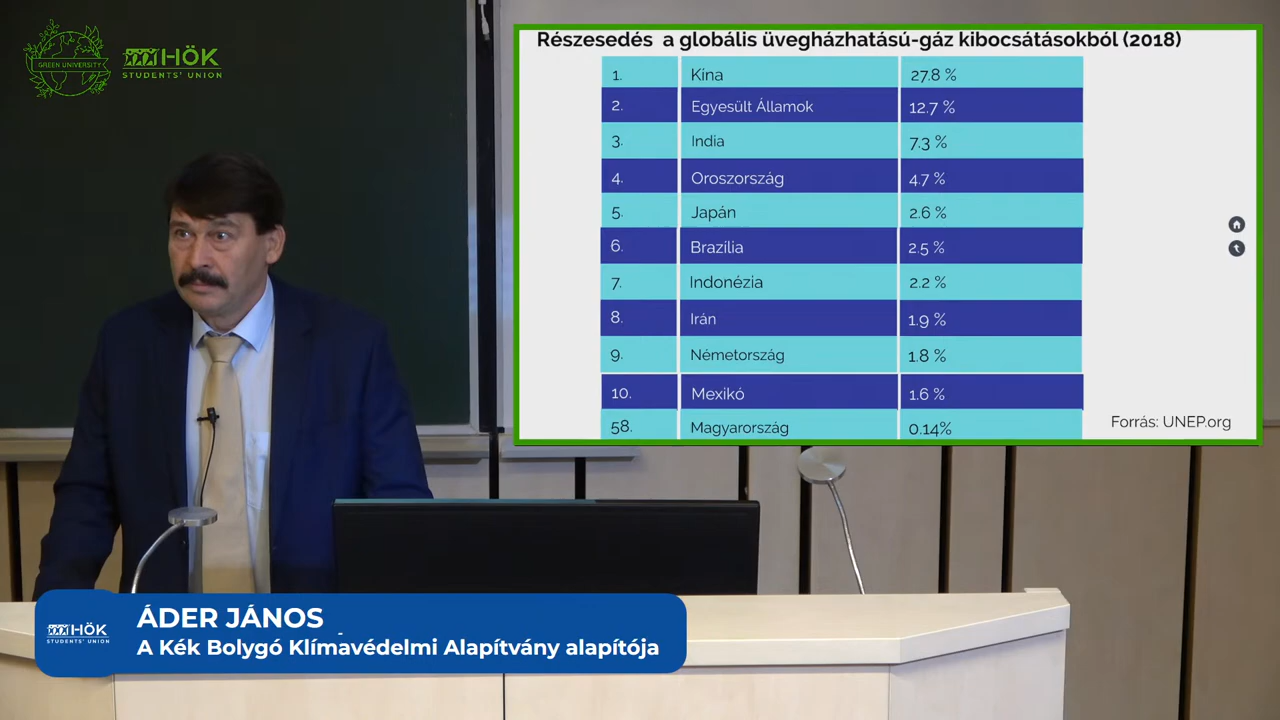 GREEN UNIVERSITY
HÖK
STUDENTS' UNION
Részesedés a globális üvegházhatású-gáz kibocsátásokból (2018)
1. Kína 27.8 %
2. Egyesült Államok 12.7 %
3. India 7.3 %
4. Oroszország 4.7 %
5. Japán 2.6 %
6. Brazília 2.5 %
7. Indonézia 2.2 %
8. Irán 1.9 %
9. Németország 1.8 %
10. Mexikó 1.6 %
58. Magyarország 0.14%
Forrás: UNEP.org
HÖK
STUDENTS' UNION
ÁDER JÁNOS
A Kék Bolygó Klímavédelmi Alapítvány alapítója